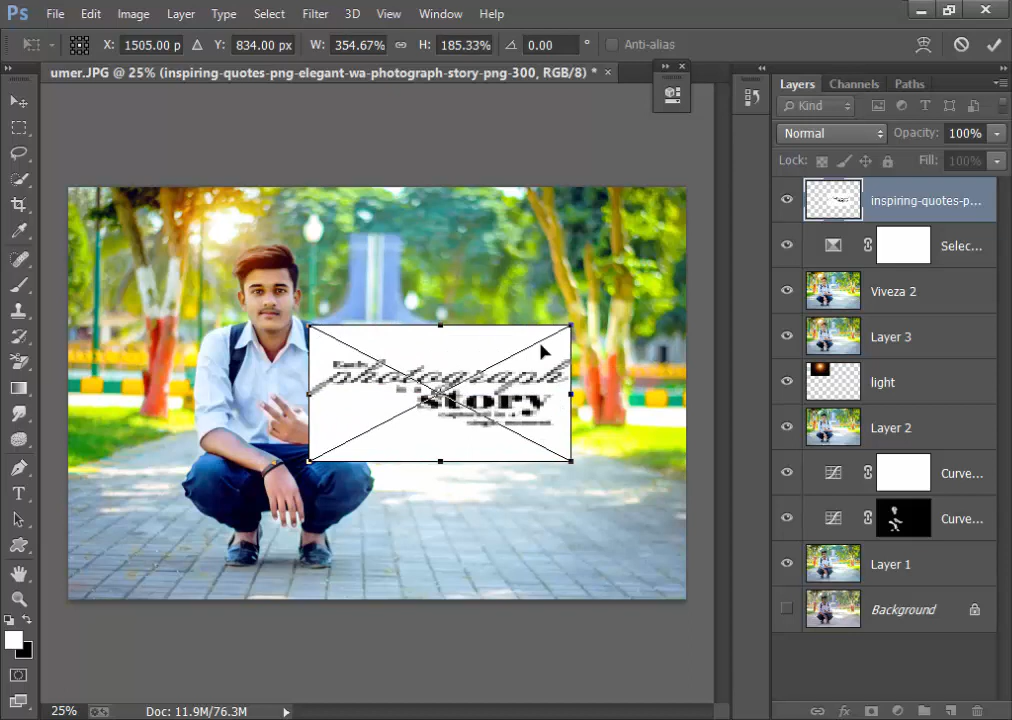 Ps File Edit Image Layer Type Select Filter 3D View Window Help
X: 1505.00 p Y: 834.00 px W: 354.67% H: 185.33% 0.00 ° Anti-alias
umer.JPG @ 25% (inspiring-quotes-png-elegant-wa-photograph-story-png-300, RGB/8) * ×
Layers Channels Paths
Kind
Normal Opacity: 100%
Lock: Fill: 100%
inspiring-quotes-p...
Selec...
Viveza 2
Layer 3
light
Layer 2
Curve...
Curve...
Layer 1
Background
photograph
story
25% Doc: 11.9M/76.3M